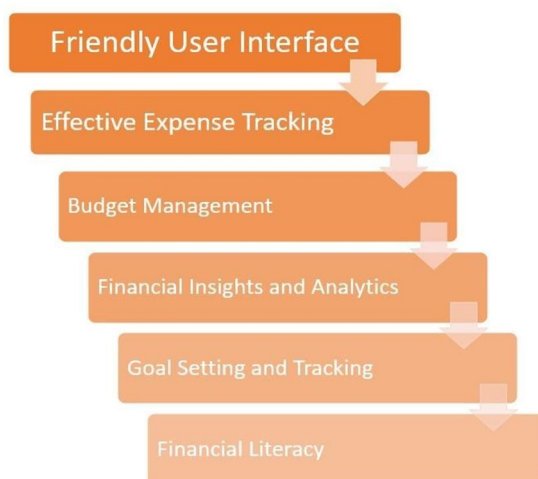 Friendly User Interface
Effective Expense Tracking
Budget Management
Financial Insights and Analytics
Goal Setting and Tracking
Financial Literacy